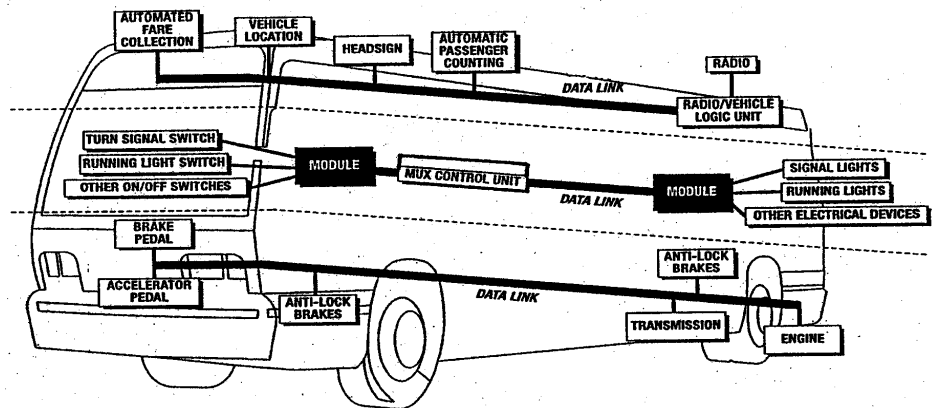 AUTOMATED
FARE
COLLECTION
VEHICLE
LOCATION
HEADSIGN
AUTOMATIC
PASSENGER
COUNTING
DATA LINK
RADIO
RADIO/VEHICLE
LOGIC UNIT
TURN SIGNAL SWITCH
RUNNING LIGHT SWITCH
OTHER ON/OFF SWITCHES
MODULE
MUX CONTROL UNIT
DATA LINK
MODULE
SIGNAL LIGHTS
RUNNING LIGHTS
OTHER ELECTRICAL DEVICES
BRAKE
PEDAL
ACCELERATOR
PEDAL
ANTI-LOCK
BRAKES
DATA LINK
ANTI-LOCK
BRAKES
TRANSMISSION
ENGINE